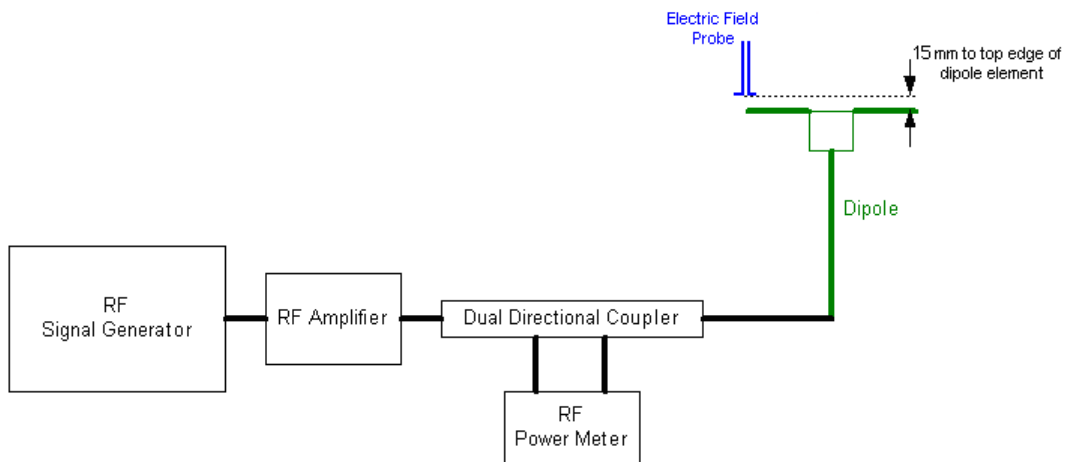 Electric Field
Probe
15 mm to top edge of
dipole element
Dipole
RF
Signal Generator
RF Amplifier
Dual Directional Coupler
RF
Power Meter